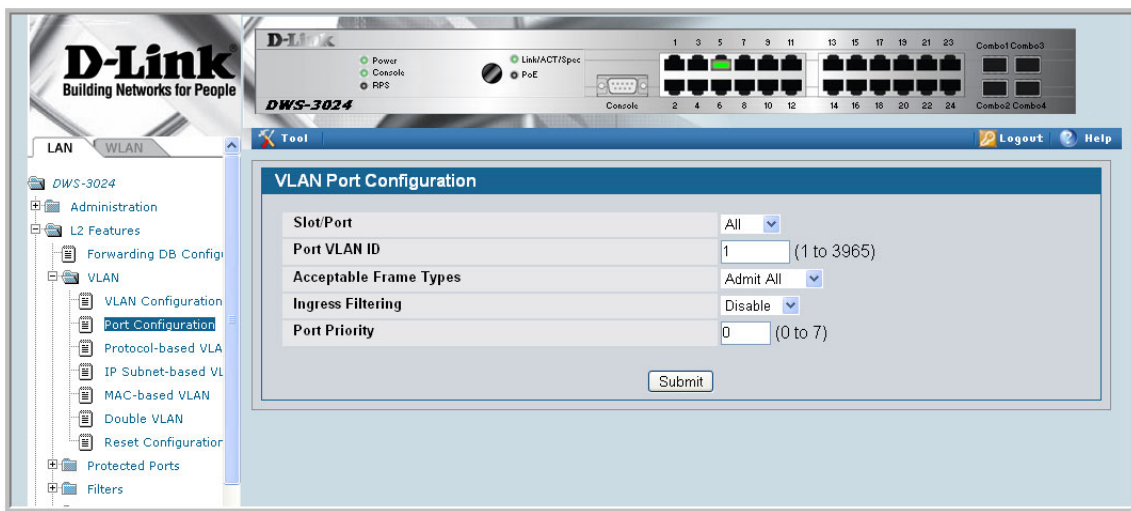 D-Link
Building Networks for People
D-Link
Power
Console
RPS
Link/ACT/Spec
PoE
Console
DWS-3024
1 3 5 7 9 11 13 15 17 19 21 23
2 4 6 8 10 12 14 16 18 20 22 24
Combo1 Combo3
Combo2 Combo4
LAN
WLAN
Tool
Logout
Help
DWS-3024
Administration
L2 Features
Forwarding DB Config
VLAN
VLAN Configuration
Port Configuration
Protocol-based VLA
IP Subnet-based VL
MAC-based VLAN
Double VLAN
Reset Configuration
Protected Ports
Filters
VLAN Port Configuration
Slot/Port All
Port VLAN ID 1 (1 to 3965)
Acceptable Frame Types Admit All
Ingress Filtering Disable
Port Priority 0 (0 to 7)
Submit